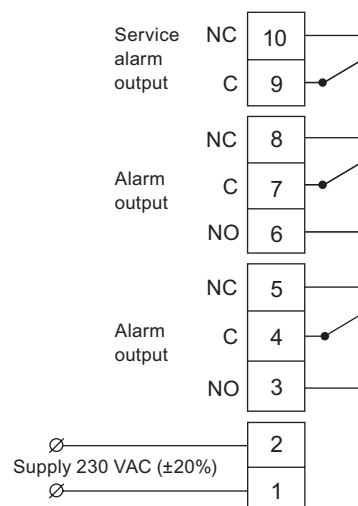 Service
alarm
output
NC 10
C 9
NC 8
Alarm
output
C 7
NO 6
NC 5
Alarm
output
C 4
NO 3
2
Supply 230 VAC (±20%)
1